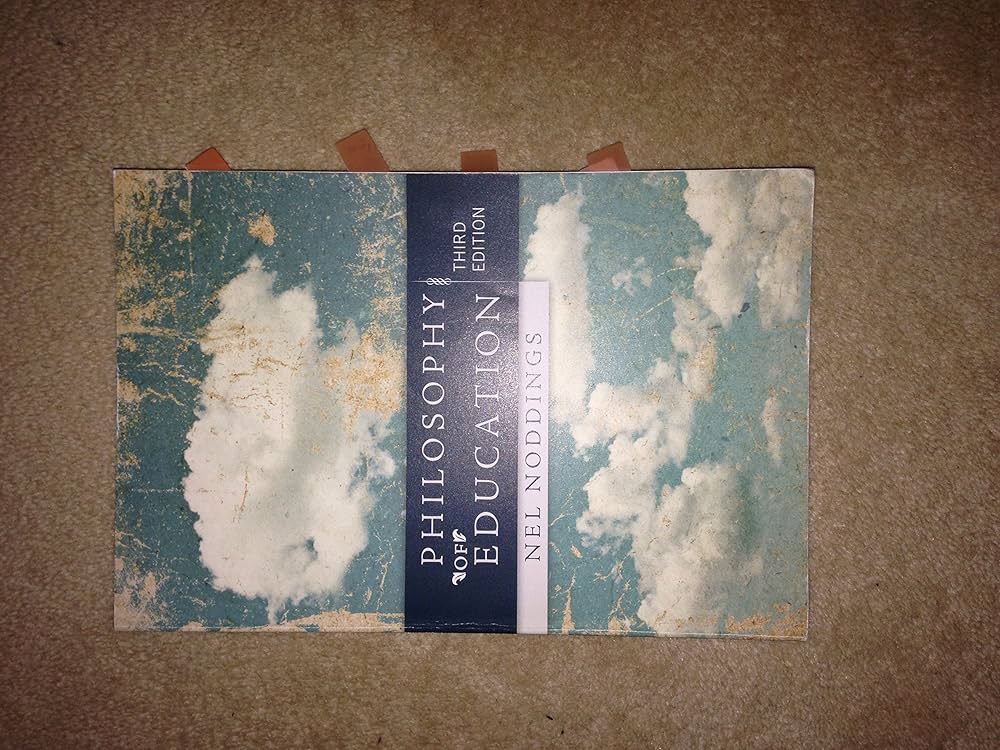 PHILOSOPHY
OF
EDUCATION
THIRD
EDITION
NEL NODDINGS